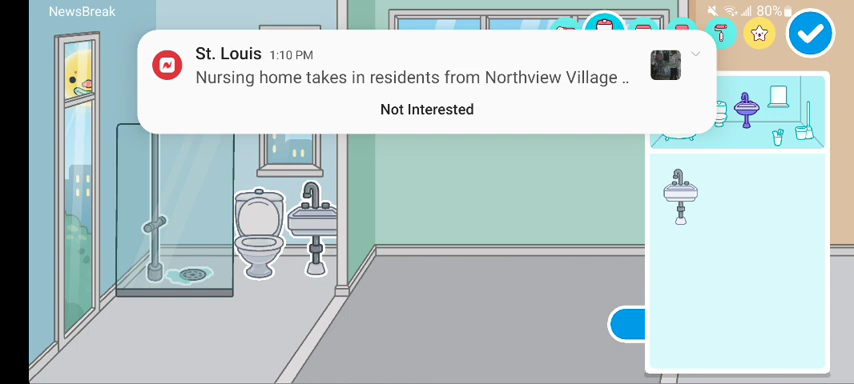 NewsBreak
80%
St. Louis 1:10 PM
Nursing home takes in residents from Northview Village ..
Not Interested